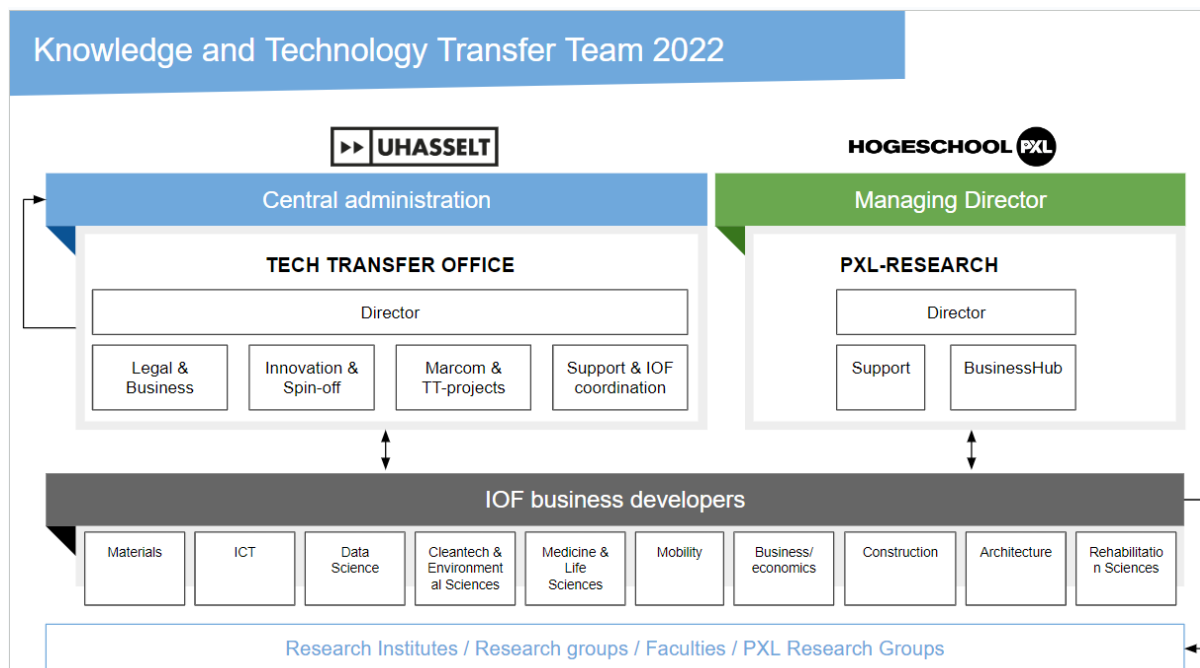 Knowledge and Technology Transfer Team 2022
UHASSELT
HOGESCHOOL PXL
Central administration
Managing Director
TECH TRANSFER OFFICE
PXL-RESEARCH
Director
Director
Legal &
Business
Innovation &
Spin-off
Marcom &
TT-projects
Support & IOF
coordination
Support
BusinessHub
IOF business developers
Materials
ICT
Data
Science
Cleantech &
Environment
al Sciences
Medicine &
Life
Sciences
Mobility
Business/
economics
Construction
Architecture
Rehabilitatio
n Sciences
Research Institutes / Research groups / Faculties / PXL Research Groups